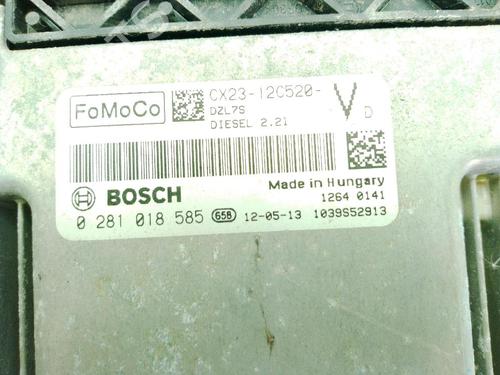 FoMoCo
CX23-12C520-
V
D
DZL7S
DIESEL 2.2l
BOSCH
Made in Hungary
1264 0141
0 281 018 585
658
12-05-13
1039S52913